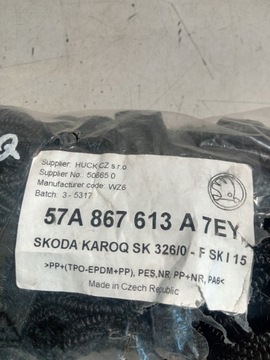 Supplier: HUCK CZ s.r.o
Supplier No.: 50865 0
Manufacturer code: WZ6
Batch: 3 - 5317
57A 867 613 A 7EY
SKODA KAROQ SK 326/0 - F SK I 15
>PP+(TPO-EPDM+PP), PES,NR, PP+NR, PA6<
Made in Czech Republic